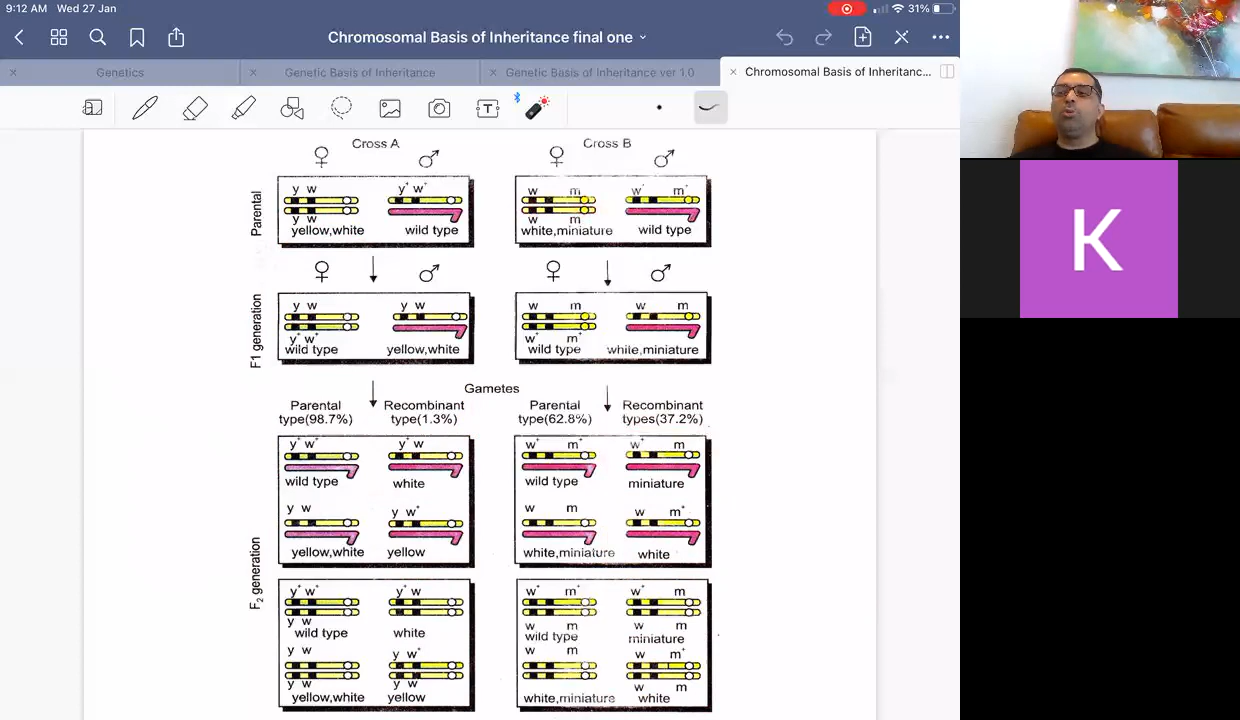 9:12 AM Wed 27 Jan
31%
Chromosomal Basis of Inheritance final one
Genetics
Genetic Basis of Inheritance
Genetic Basis of Inheritance ver 1.0
Chromosomal Basis of Inheritanc...
T
K
Cross A
Cross B
♀ ♂ ♀ ♂
Parental
y w y+ w+ w m w+ m+
y w w m
yellow,white wild type white,miniature wild type
♀ ♂ ♀ ♂
F1 generation
y w y w w m w m
y+ w+ w+ m+
wild type yellow,white wild type white,miniature
Gametes
Parental Recombinant Parental Recombinant
type(98.7%) type(1.3%) type(62.8%) types(37.2%)
F2 generation
y+ w+ y+ w w+ m+ w+ m
wild type white wild type miniature
y w y w+ w m w m+
yellow,white yellow white,miniature white
y+ w+ y+ w w+ m+ w+ m
y w w m w m
wild type white wild type miniature
y w y w+ w m w m+
y w y w w m
yellow,white yellow white,miniature white